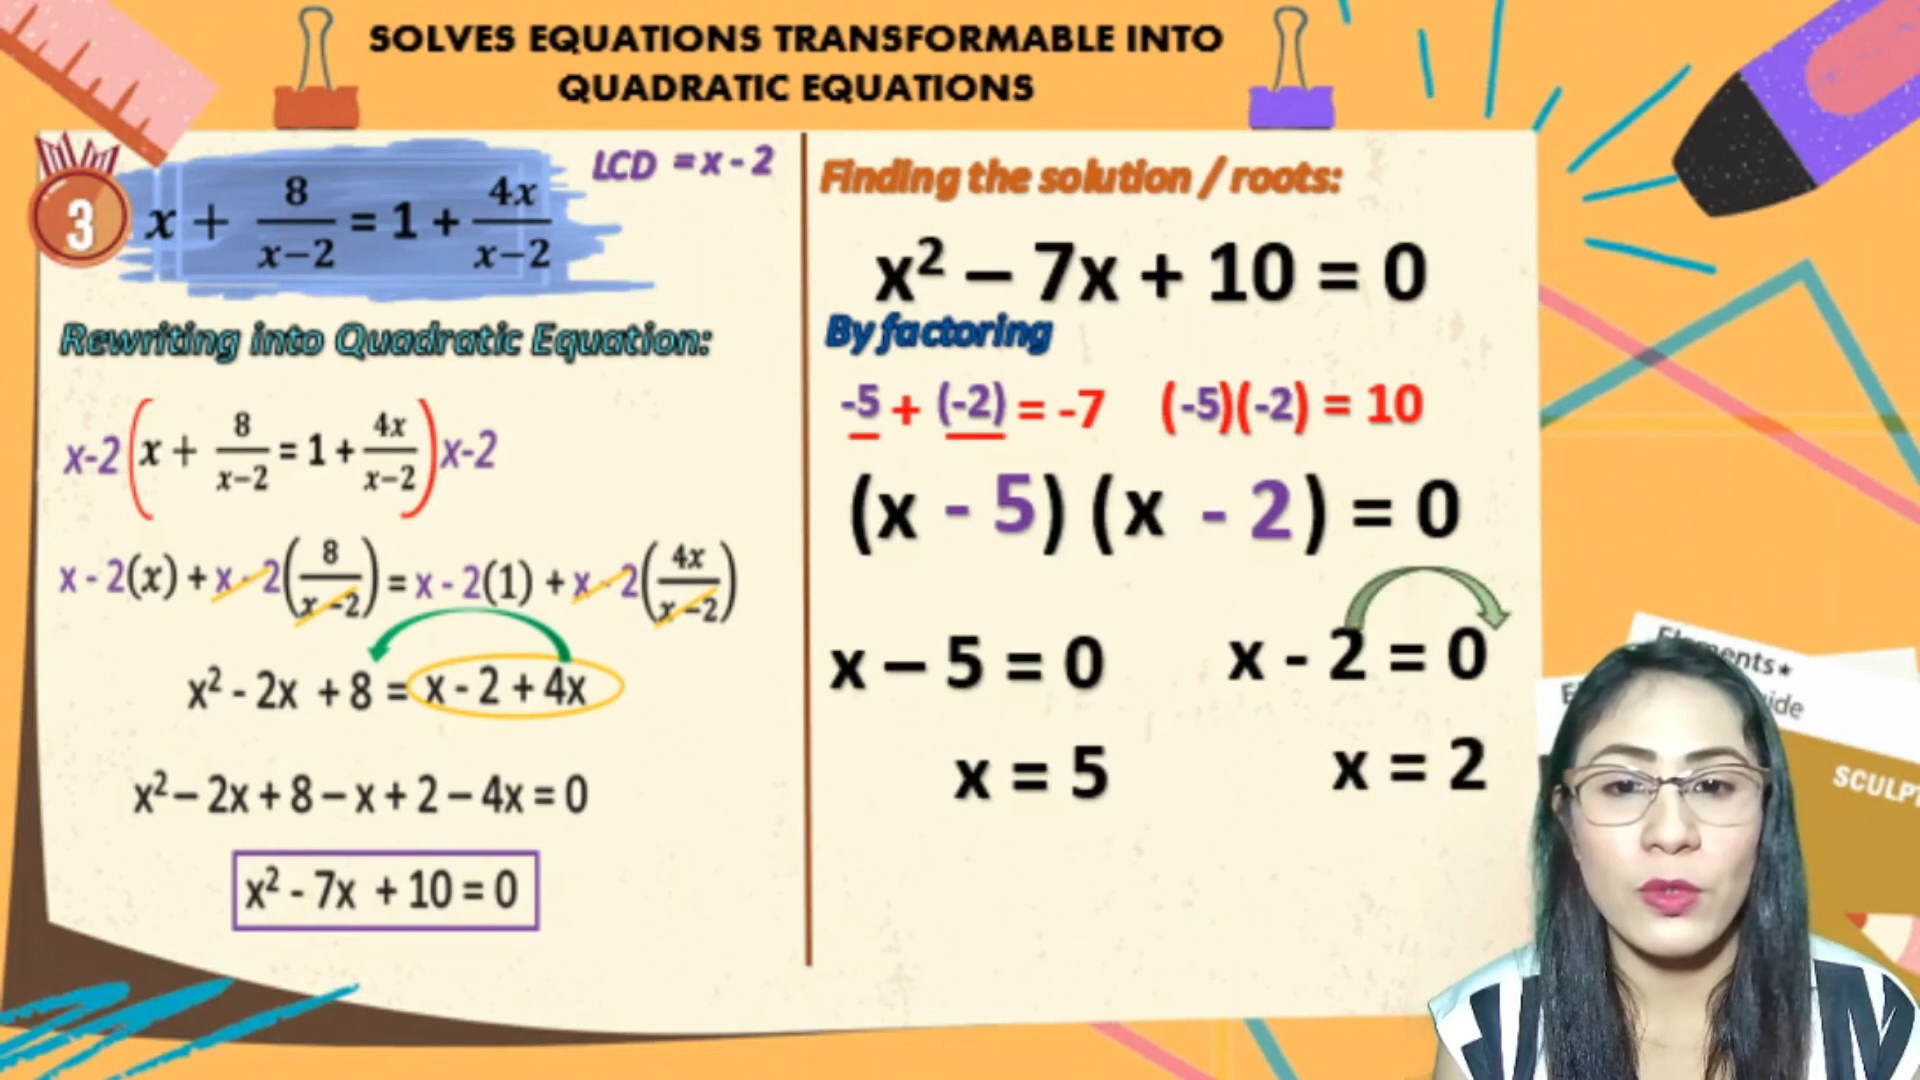 SOLVES EQUATIONS TRANSFORMABLE INTO
QUADRATIC EQUATIONS
3
x + 8/x−2 = 1 + 4x/x−2
LCD = x - 2
Rewriting into Quadratic Equation:
x-2 (x + 8/x−2 = 1 + 4x/x−2) x-2
x - 2(x) + x - 2(8/x −2) = x - 2(1) + x - 2(4x/x −2)
x² - 2x + 8 = x - 2 + 4x
x² – 2x + 8 – x + 2 – 4x = 0
x² - 7x + 10 = 0
Finding the solution / roots:
x² – 7x + 10 = 0
By factoring
-5 + (-2) = -7 (-5)(-2) = 10
(x - 5) (x - 2) = 0
x – 5 = 0 x - 2 = 0
x = 5 x = 2